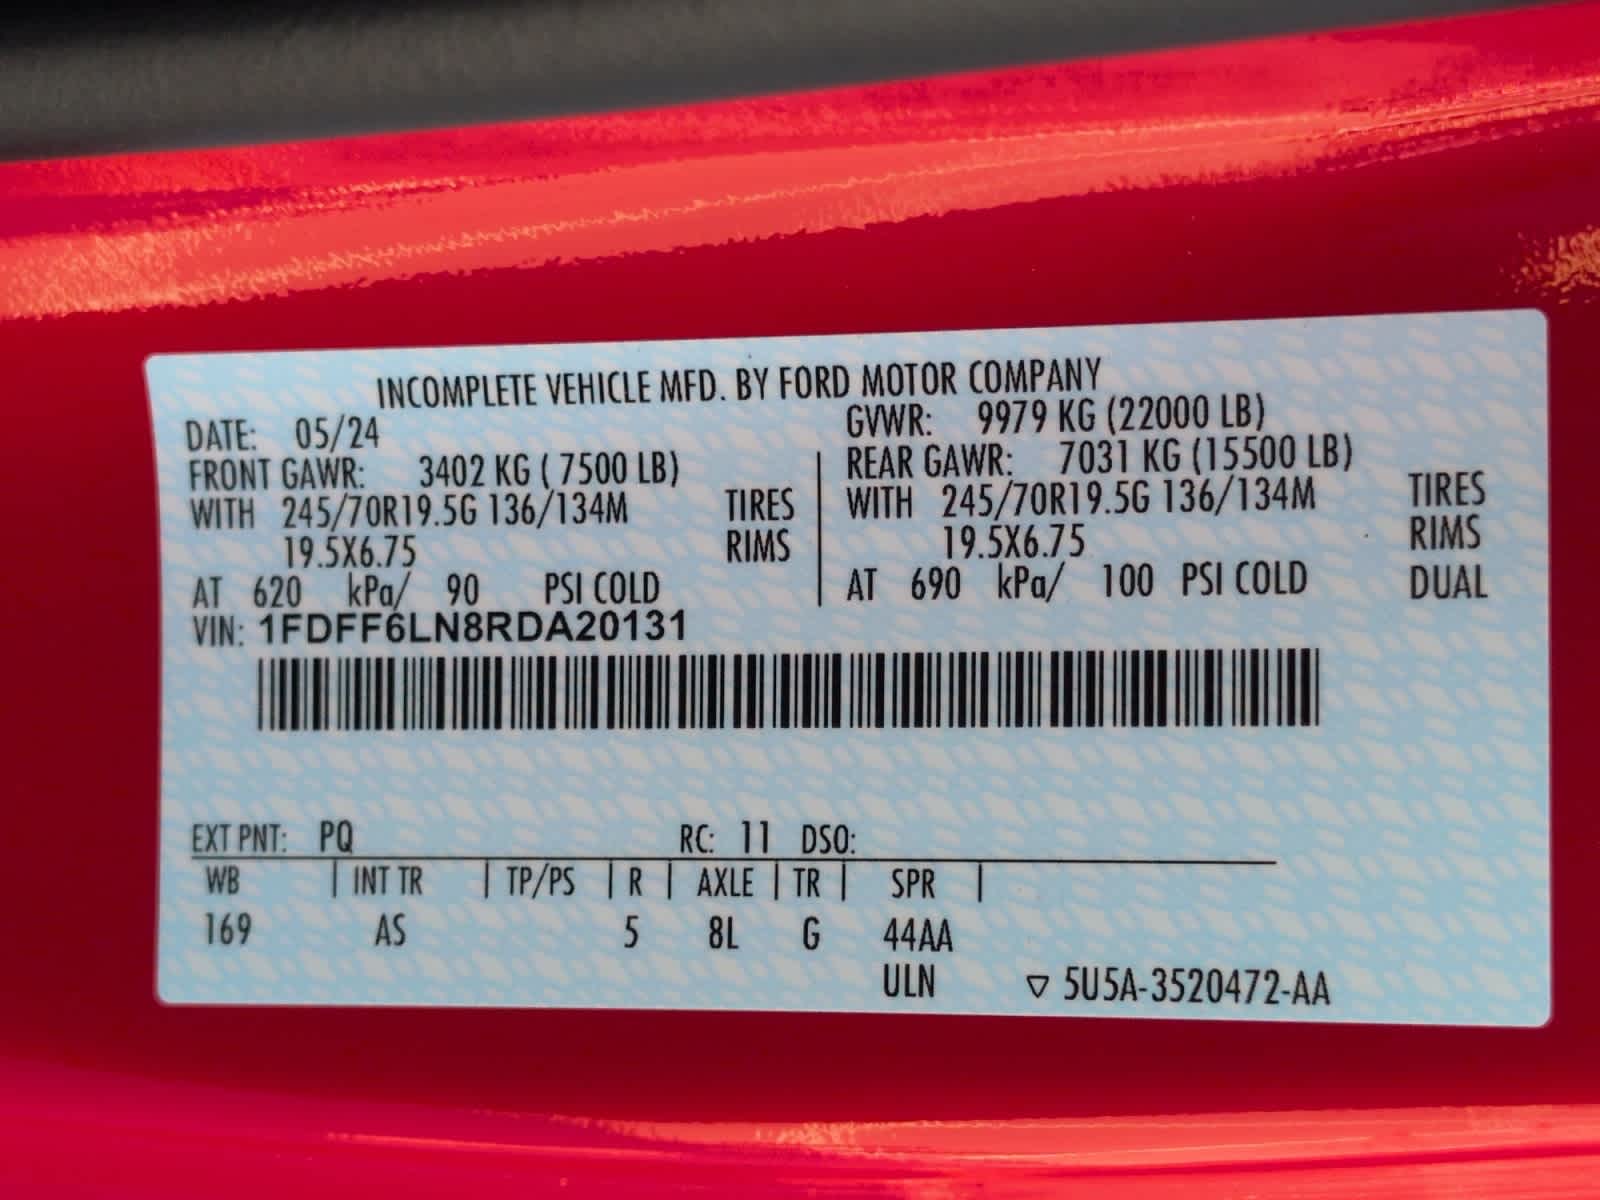 INCOMPLETE VEHICLE MFD. BY FORD MOTOR COMPANY
DATE: 05/24 GVWR: 9979 KG (22000 LB)
FRONT GAWR: 3402 KG ( 7500 LB) REAR GAWR: 7031 KG (15500 LB)
WITH 245/70R19.5G 136/134M TIRES WITH 245/70R19.5G 136/134M TIRES
19.5X6.75 RIMS 19.5X6.75 RIMS
AT 620 kPa/ 90 PSI COLD AT 690 kPa/ 100 PSI COLD DUAL
VIN: 1FDFF6LN8RDA20131
EXT PNT: PQ RC: 11 DSO:
WB | INT TR | TP/PS | R | AXLE | TR | SPR |
169 AS 5 8L G 44AA
ULN ▽ 5U5A-3520472-AA